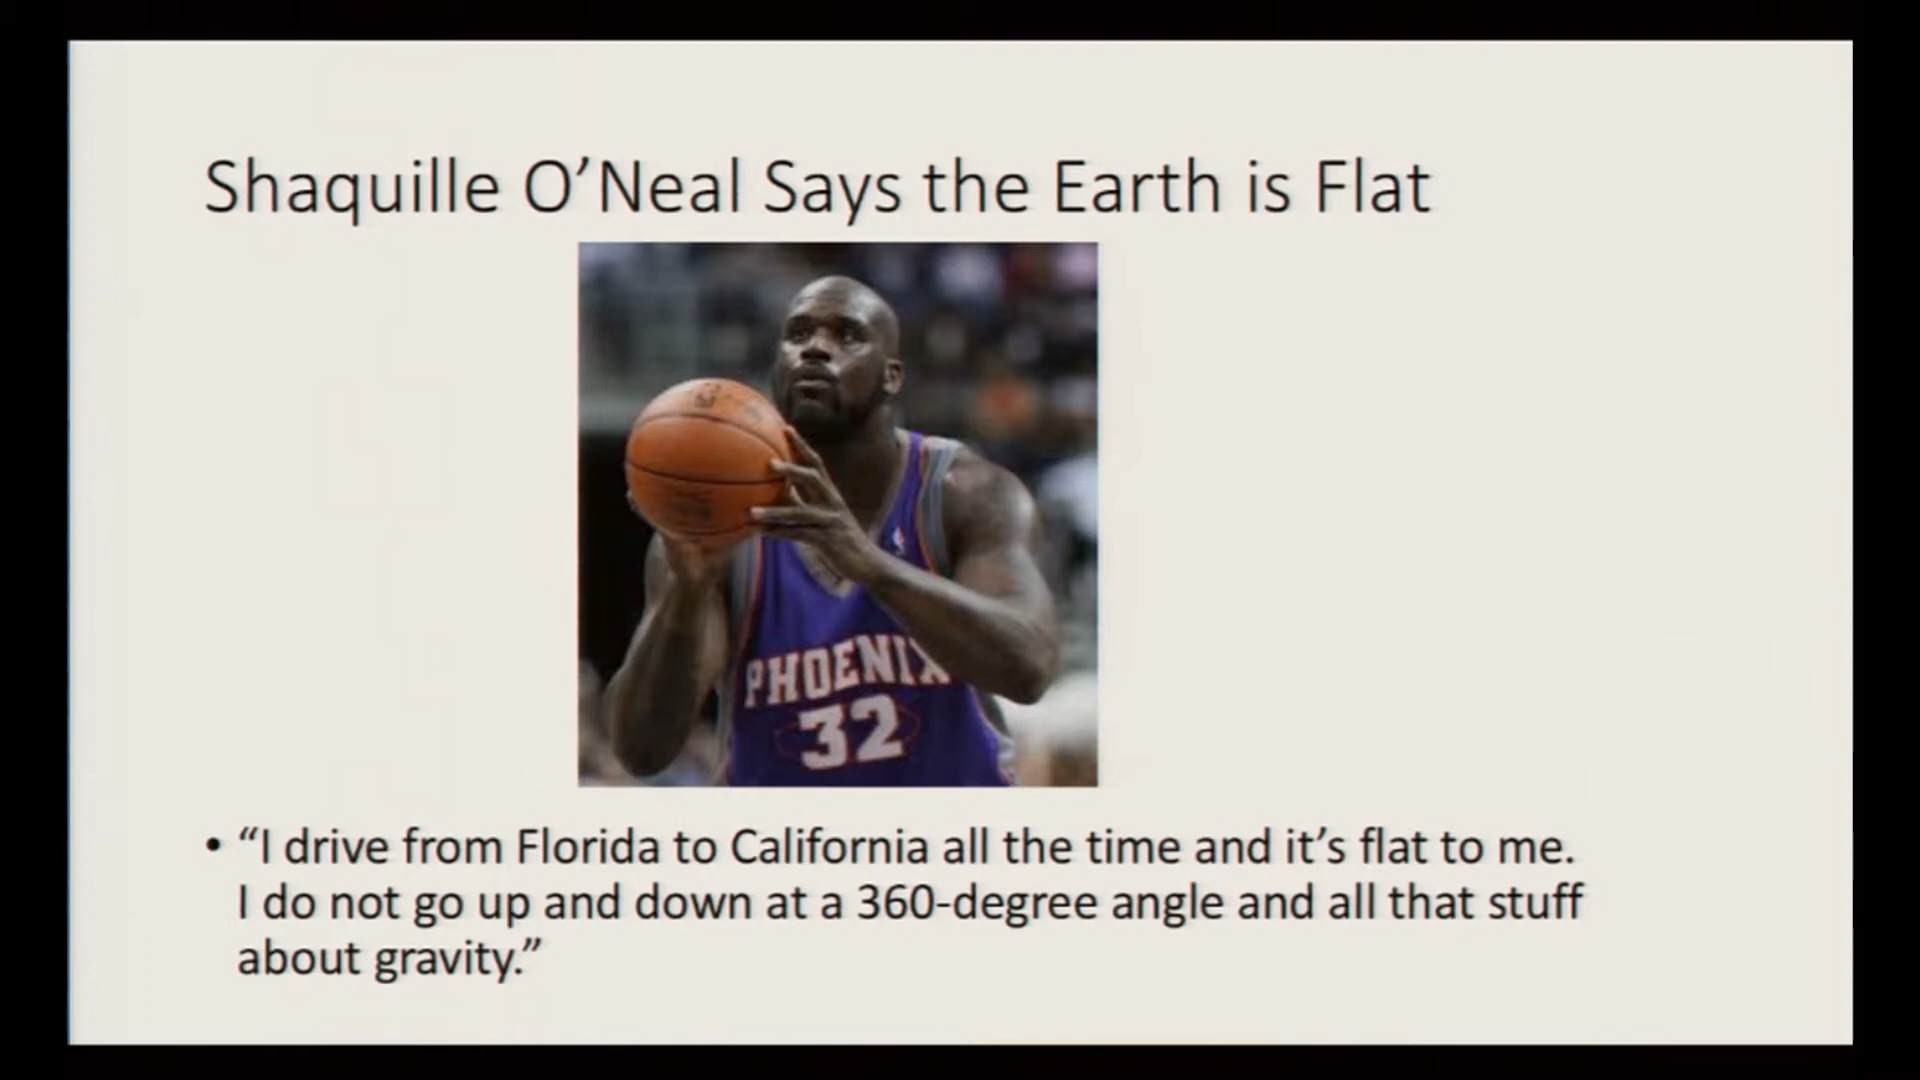 Shaquille O’Neal Says the Earth is Flat
PHOENIX
32
• “I drive from Florida to California all the time and it’s flat to me.
I do not go up and down at a 360-degree angle and all that stuff
about gravity.”